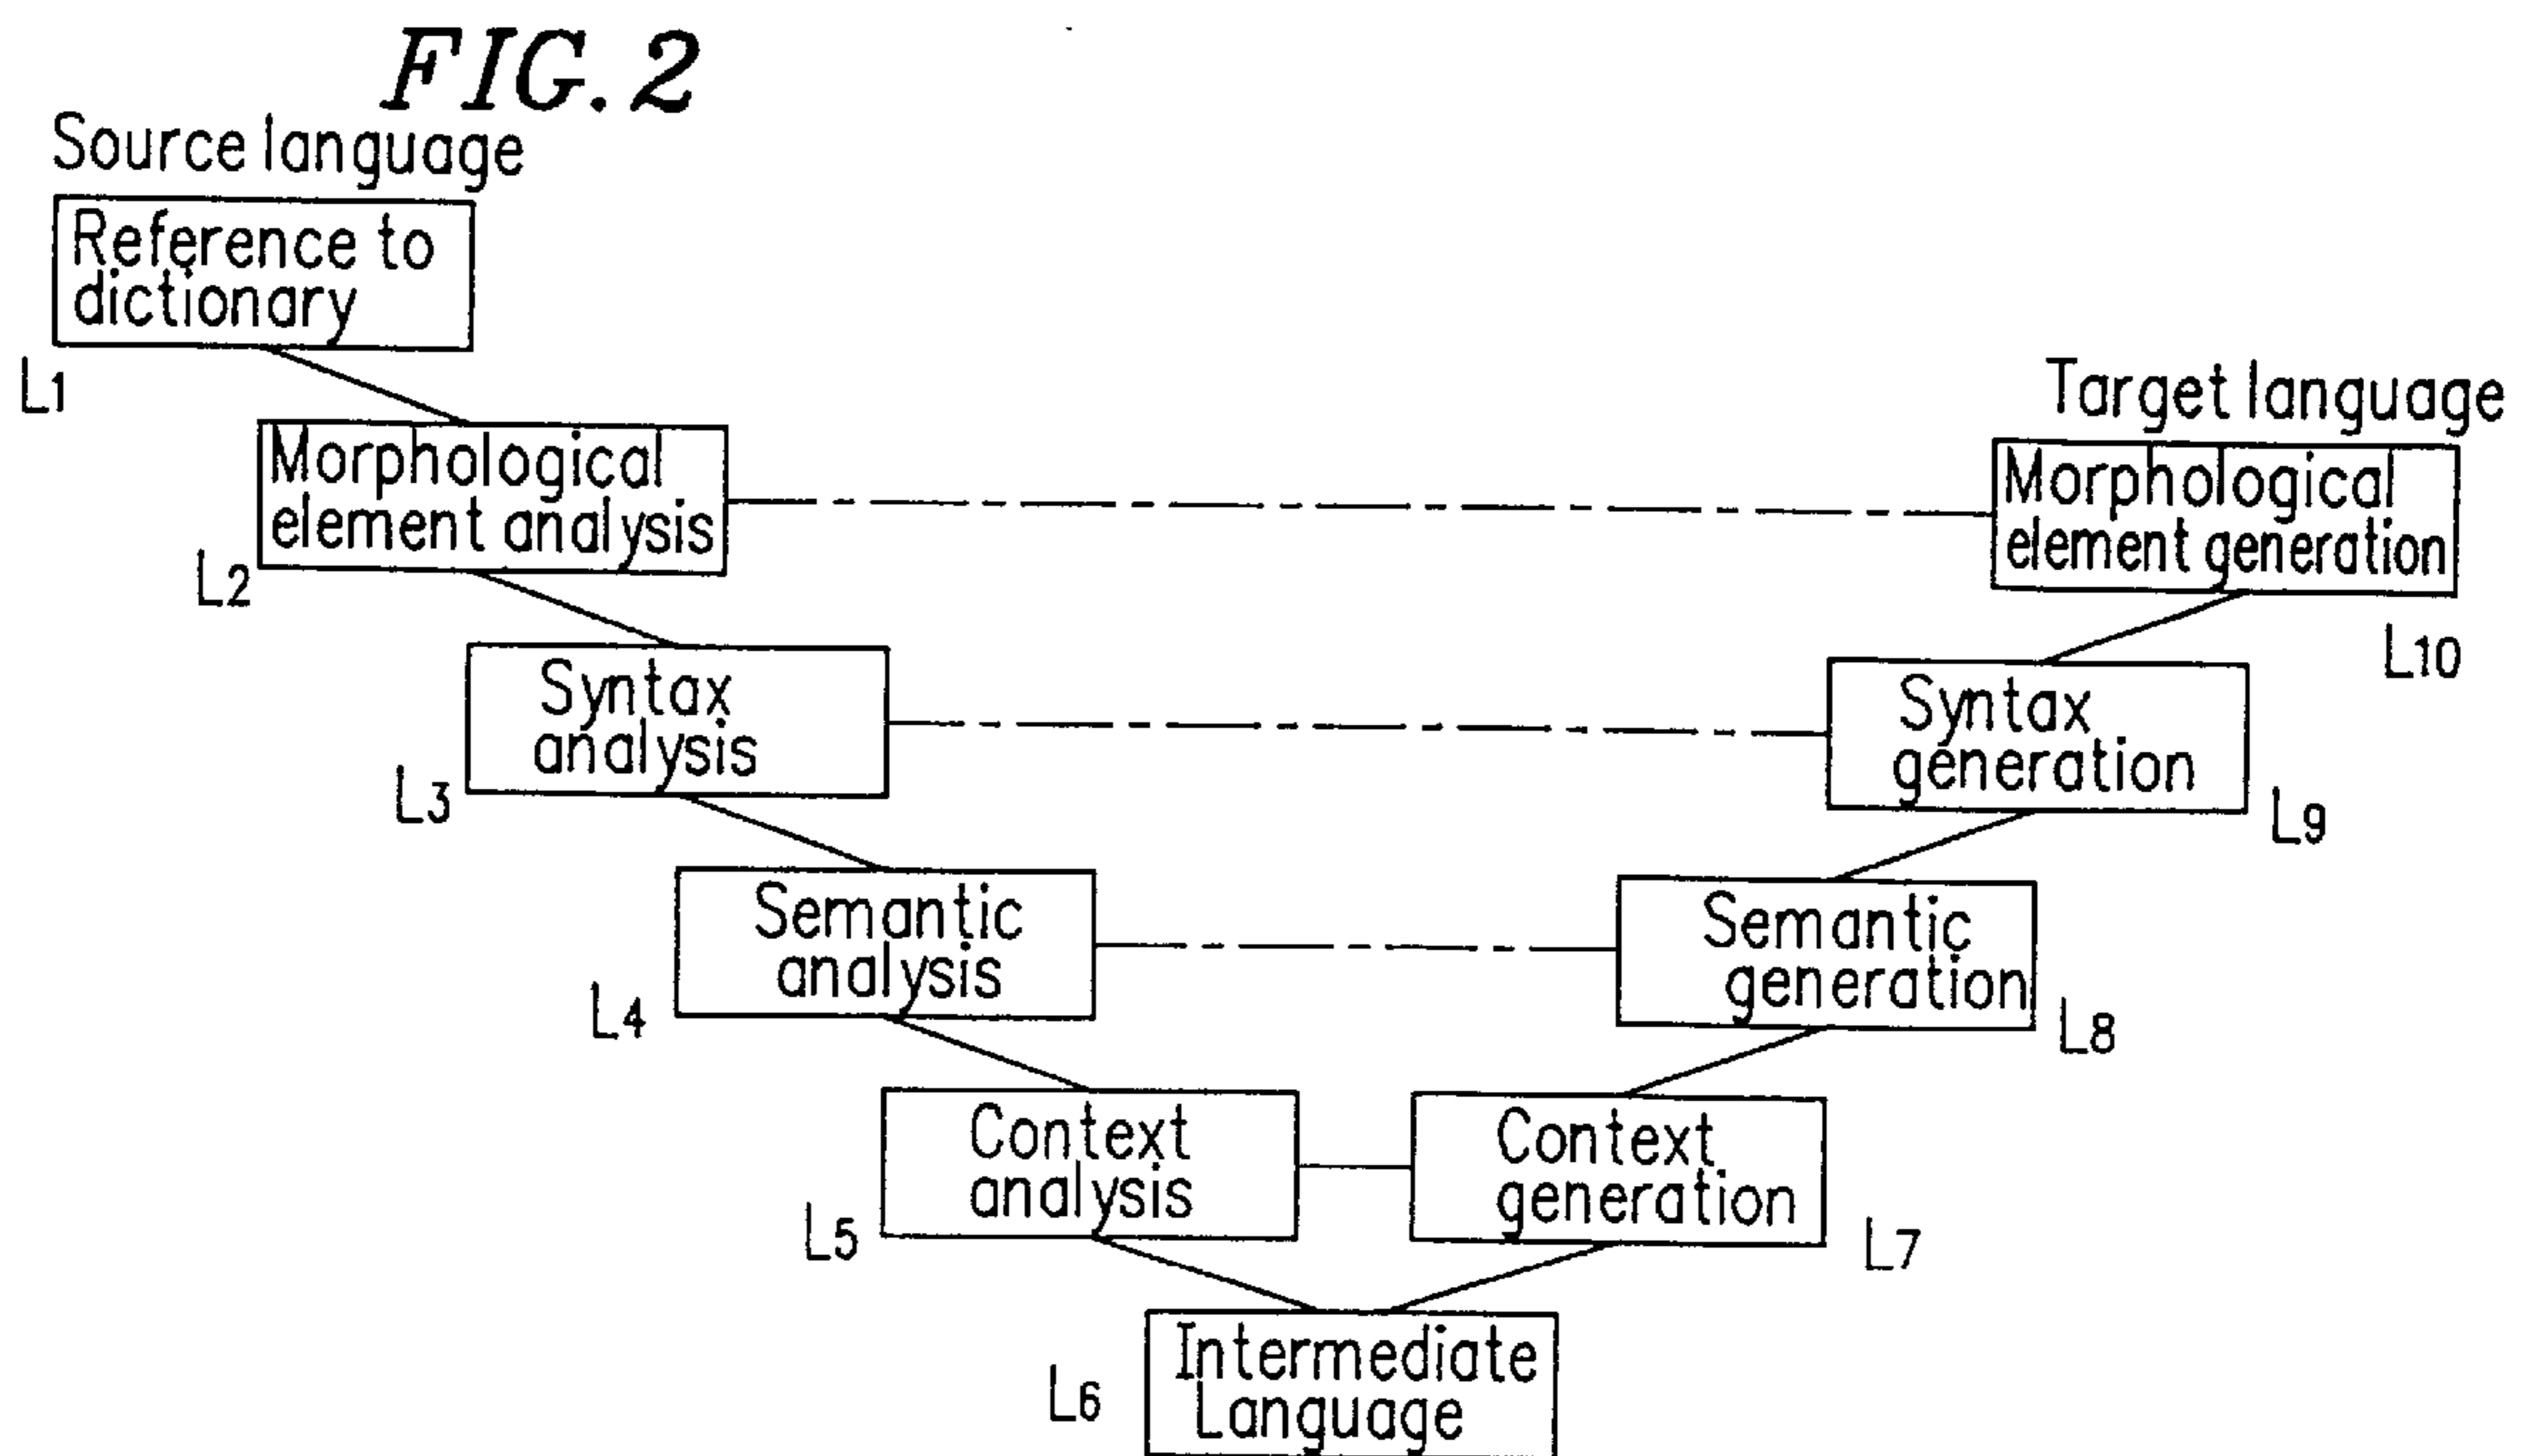 FIG. 2
Source language
Reference to
dictionary
L1
Morphological
element analysis
L2
Target language
Morphological
element generation
L10
Syntax
analysis
L3
Syntax
generation
L9
Semantic
analysis
L4
Semantic
generation
L8
Context
analysis
L5
Context
generation
L7
Intermediate
Language
L6